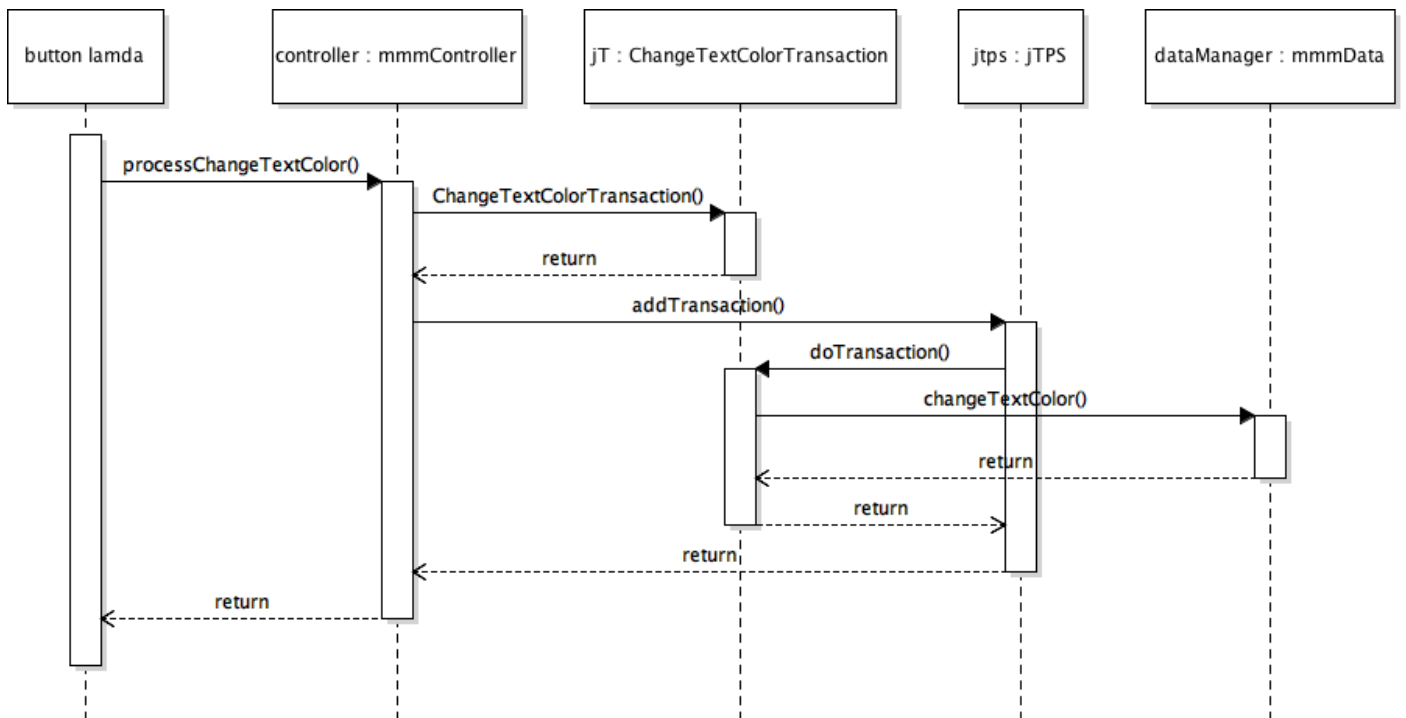 button lamda
controller : mmmController
jT : ChangeTextColorTransaction
jtps : jTPS
dataManager : mmmData
processChangeTextColor()
ChangeTextColorTransaction()
return
addTransaction()
doTransaction()
changeTextColor()
return
return
return
return